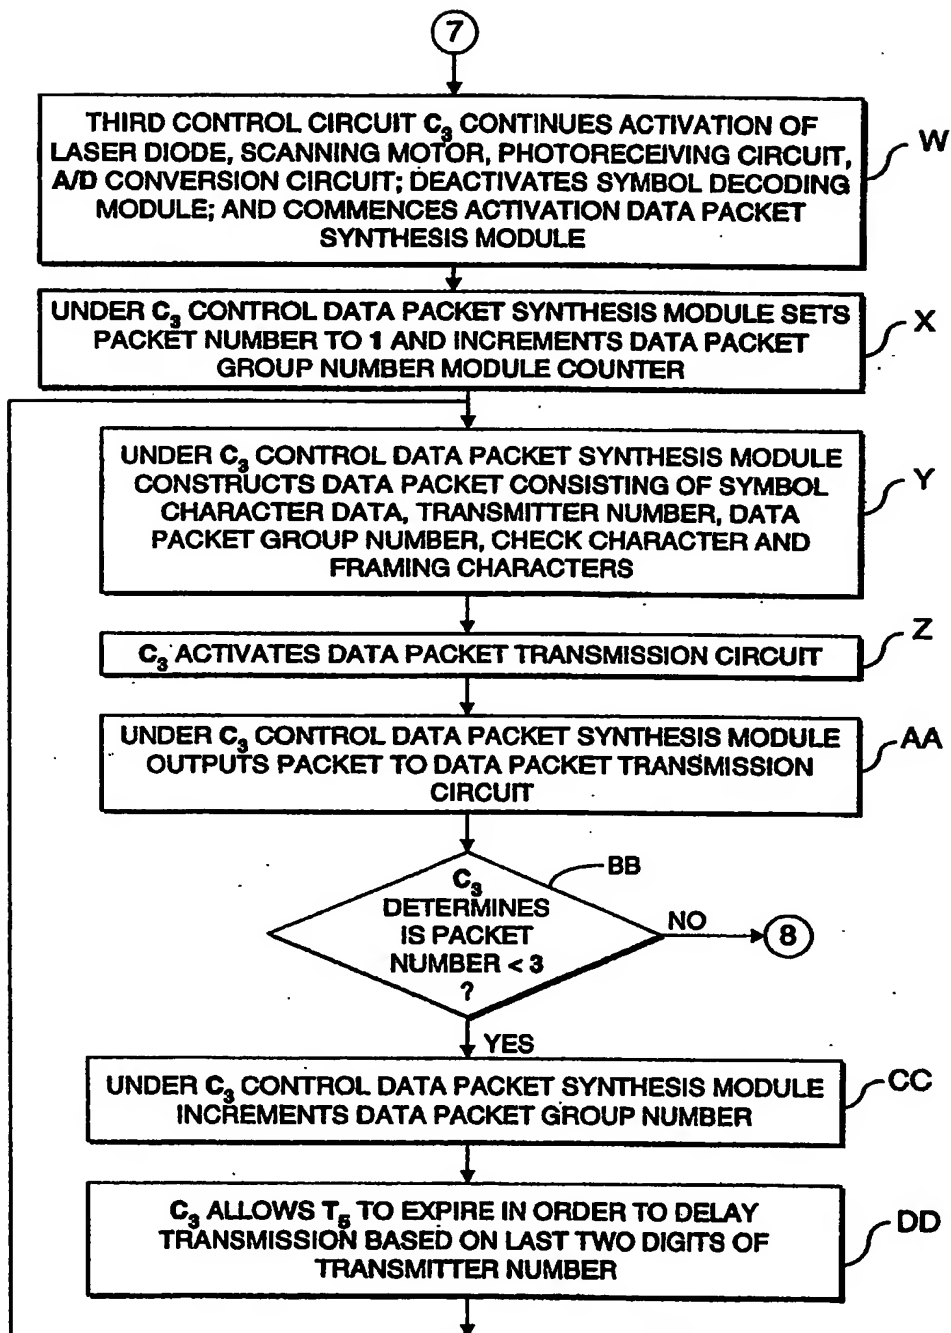 7
THIRD CONTROL CIRCUIT C3 CONTINUES ACTIVATION OF
LASER DIODE, SCANNING MOTOR, PHOTORECEIVING CIRCUIT,
A/D CONVERSION CIRCUIT; DEACTIVATES SYMBOL DECODING
MODULE; AND COMMENCES ACTIVATION DATA PACKET
SYNTHESIS MODULE
W
UNDER C3 CONTROL DATA PACKET SYNTHESIS MODULE SETS
PACKET NUMBER TO 1 AND INCREMENTS DATA PACKET
GROUP NUMBER MODULE COUNTER
X
UNDER C3 CONTROL DATA PACKET SYNTHESIS MODULE
CONSTRUCTS DATA PACKET CONSISTING OF SYMBOL
CHARACTER DATA, TRANSMITTER NUMBER, DATA
PACKET GROUP NUMBER, CHECK CHARACTER AND
FRAMING CHARACTERS
Y
C3 ACTIVATES DATA PACKET TRANSMISSION CIRCUIT
Z
UNDER C3 CONTROL DATA PACKET SYNTHESIS MODULE
OUTPUTS PACKET TO DATA PACKET TRANSMISSION
CIRCUIT
AA
C3
DETERMINES
IS PACKET
NUMBER < 3
?
BB
NO
8
YES
UNDER C3 CONTROL DATA PACKET SYNTHESIS MODULE
INCREMENTS DATA PACKET GROUP NUMBER
CC
C3 ALLOWS T5 TO EXPIRE IN ORDER TO DELAY
TRANSMISSION BASED ON LAST TWO DIGITS OF
TRANSMITTER NUMBER
DD